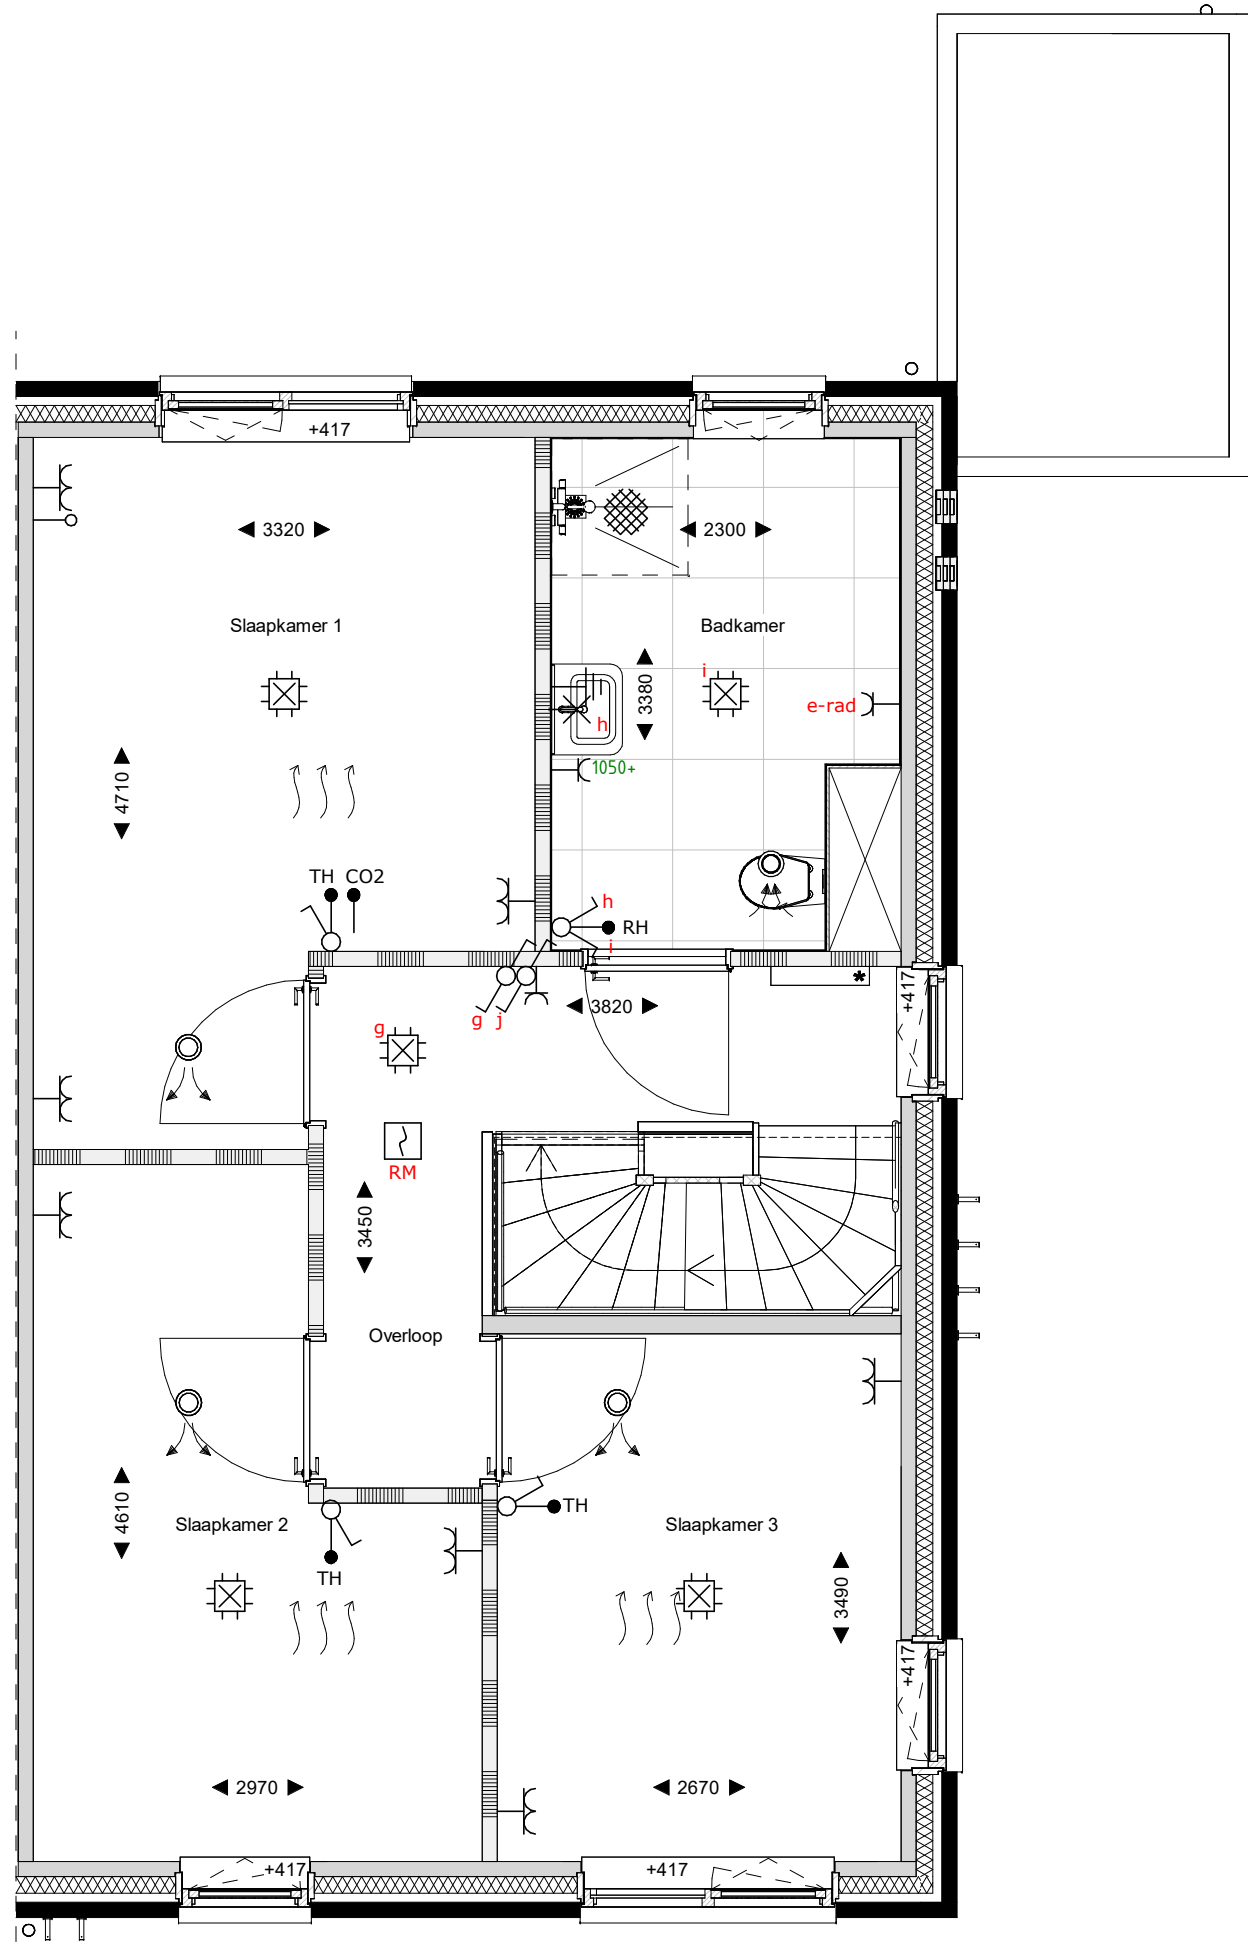 +417
3320
2300
Slaapkamer 1
Badkamer
i
3380
e-rad
h
1050+
4710
TH CO2
h
RH
i
+417
*
3820
g j
g
RM
3450
Overloop
4610
Slaapkamer 2
TH
Slaapkamer 3
TH
3490
+417
2970
2670
+417
+417